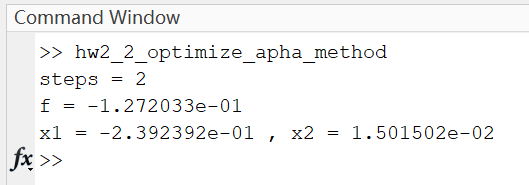 Command Window
>> hw2_2_optimize_apha_method
steps = 2
f = -1.272033e-01
x1 = -2.392392e-01 , x2 = 1.501502e-02
fx >>